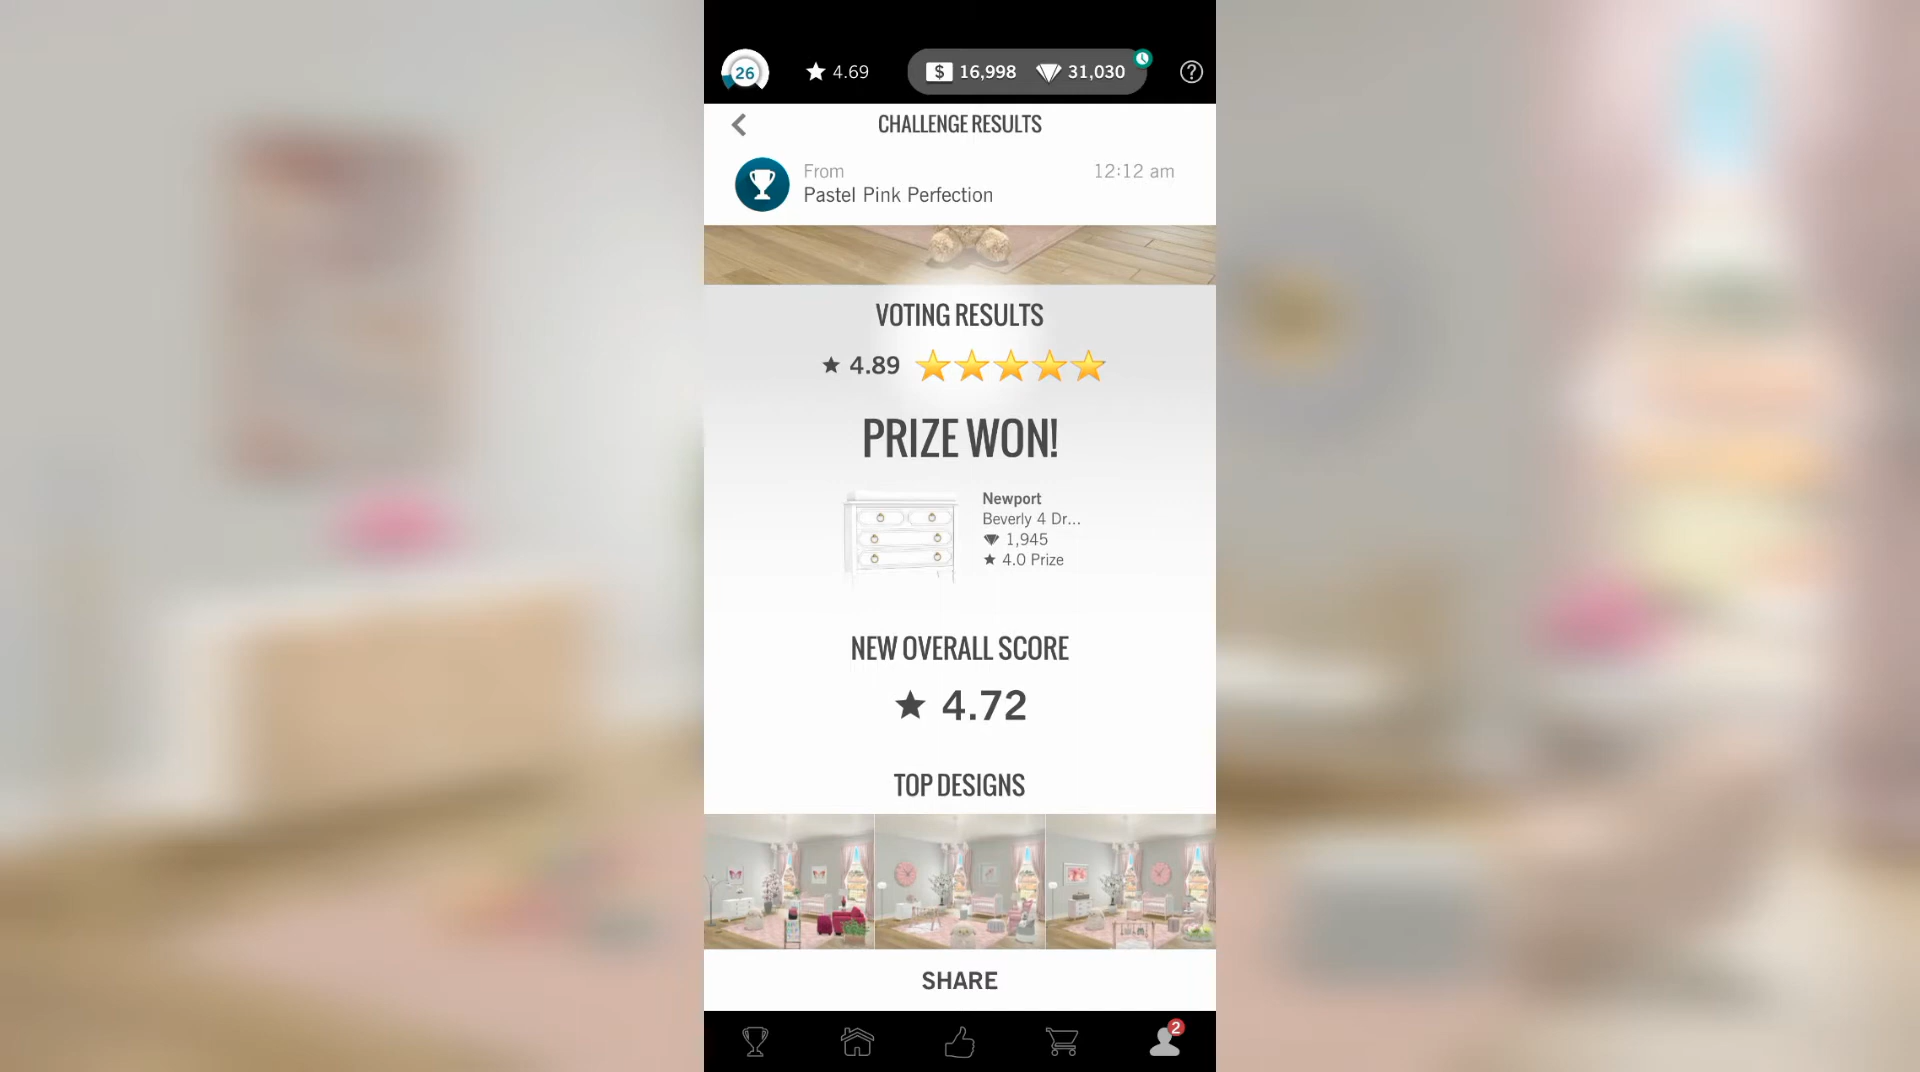 26
4.69
$ 16,998
31,030
?
CHALLENGE RESULTS
From
12:12 am
Pastel Pink Perfection
VOTING RESULTS
4.89
PRIZE WON!
Newport
Beverly 4 Dr...
1,945
4.0 Prize
NEW OVERALL SCORE
4.72
TOP DESIGNS
SHARE
2